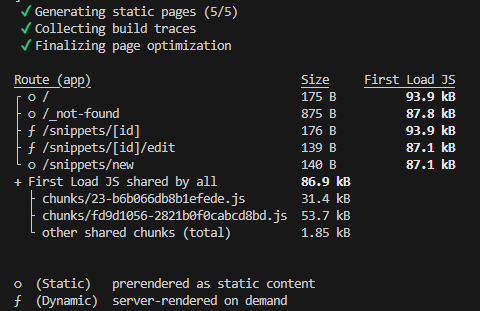 ✓ Generating static pages (5/5)
✓ Collecting build traces
✓ Finalizing page optimization
Route (app) Size First Load JS
┌ ○ / 175 B 93.9 kB
├ ○ /_not-found 875 B 87.8 kB
├ ƒ /snippets/[id] 176 B 93.9 kB
├ ƒ /snippets/[id]/edit 139 B 87.1 kB
└ ○ /snippets/new 140 B 87.1 kB
+ First Load JS shared by all 86.9 kB
├ chunks/23-b6b066db8b1efede.js 31.4 kB
├ chunks/fd9d1056-2821b0f0cabcd8bd.js 53.7 kB
└ other shared chunks (total) 1.85 kB
○ (Static) prerendered as static content
ƒ (Dynamic) server-rendered on demand